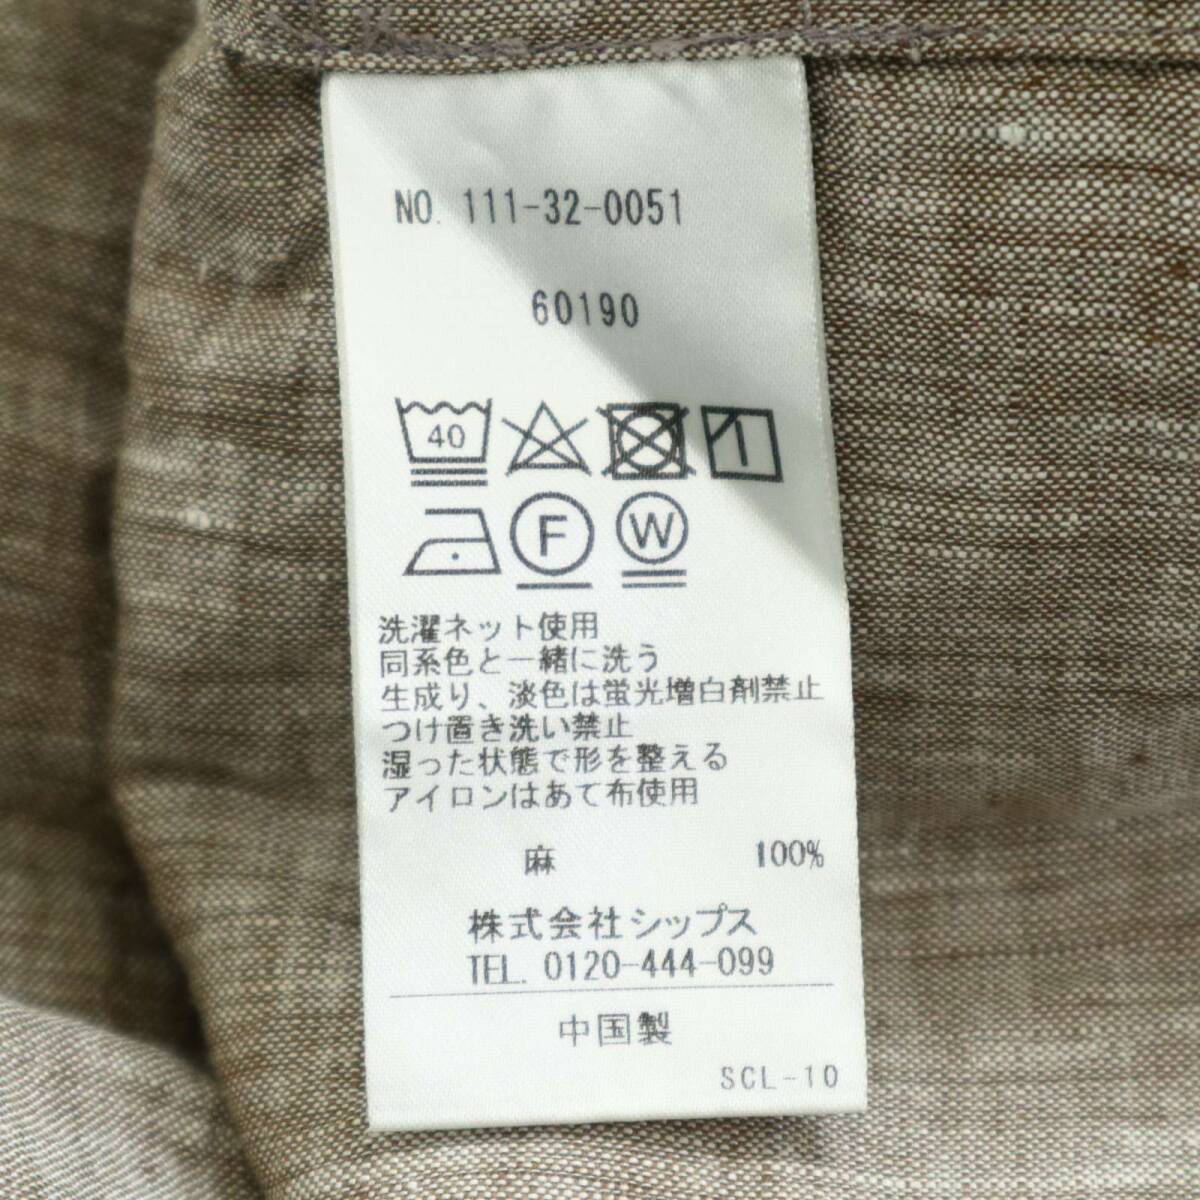 NO. 111-32-0051
60190
40
F W
洗濯ネット使用
同系色と一緒に洗う
生成り、淡色は蛍光増白剤禁止
つけ置き洗い禁止
湿った状態で形を整える
アイロンはあて布使用
麻 100%
株式会社シップス
TEL. 0120-444-099
中国製
SCL-10